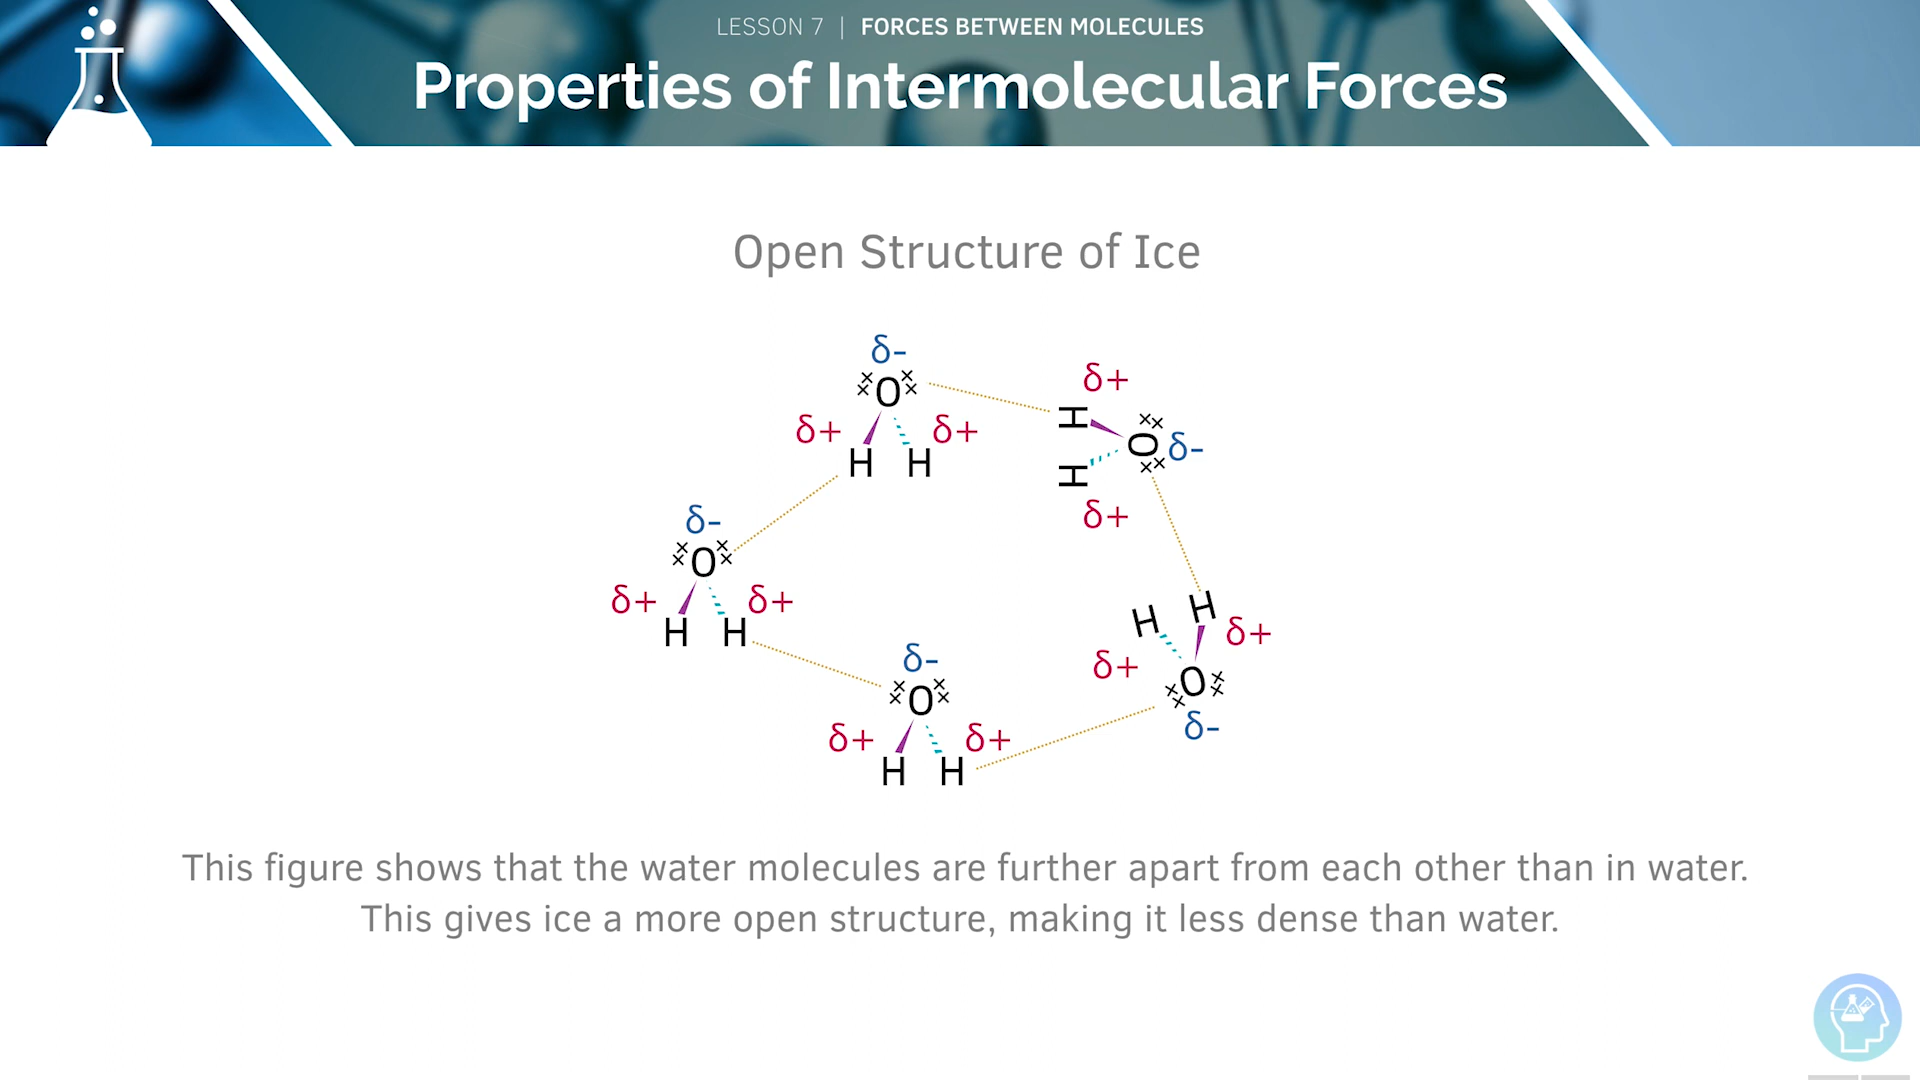 LESSON 7 | FORCES BETWEEN MOLECULES
Properties of Intermolecular Forces
Open Structure of Ice
δ-
O
δ+ δ+
H H
δ+
H
O δ-
H
δ+
δ-
O
δ+ δ+
H H
H H
δ+
δ+
O
δ-
δ-
O
δ+ δ+
H H
This figure shows that the water molecules are further apart from each other than in water.
This gives ice a more open structure, making it less dense than water.